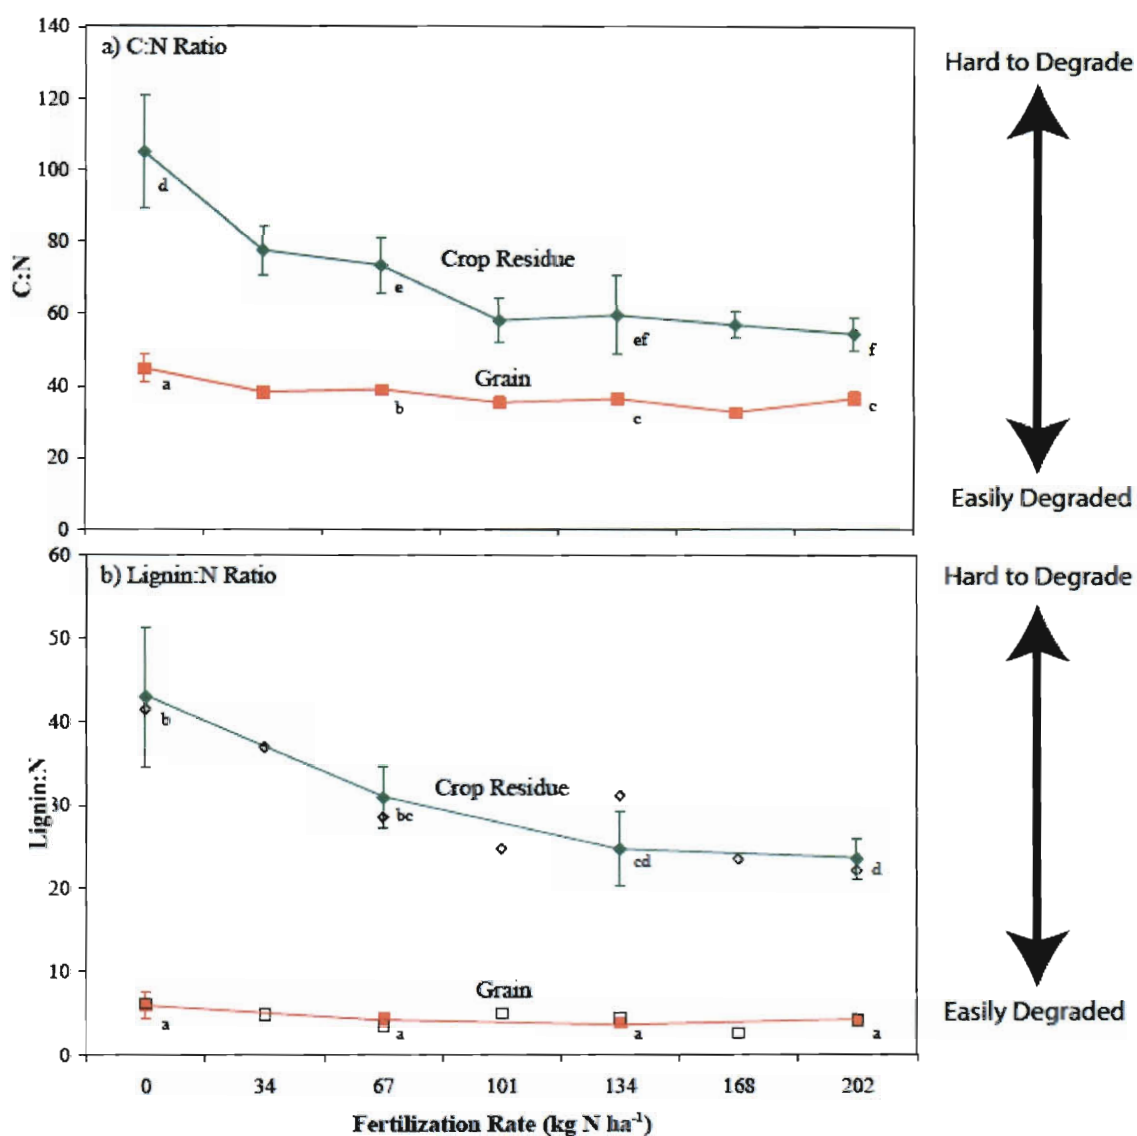 a) C:N Ratio
140
120
100
80
60
40
20
0
C:N
Crop Residue
Grain
d
e
ef
f
a
b
c
c
Hard to Degrade
Easily Degraded
b) Lignin:N Ratio
60
50
40
30
20
10
0
Lignin:N
Crop Residue
Grain
b
bc
cd
d
a
a
a
a
Hard to Degrade
Easily Degraded
0 34 67 101 134 168 202
Fertilization Rate (kg N ha⁻¹)